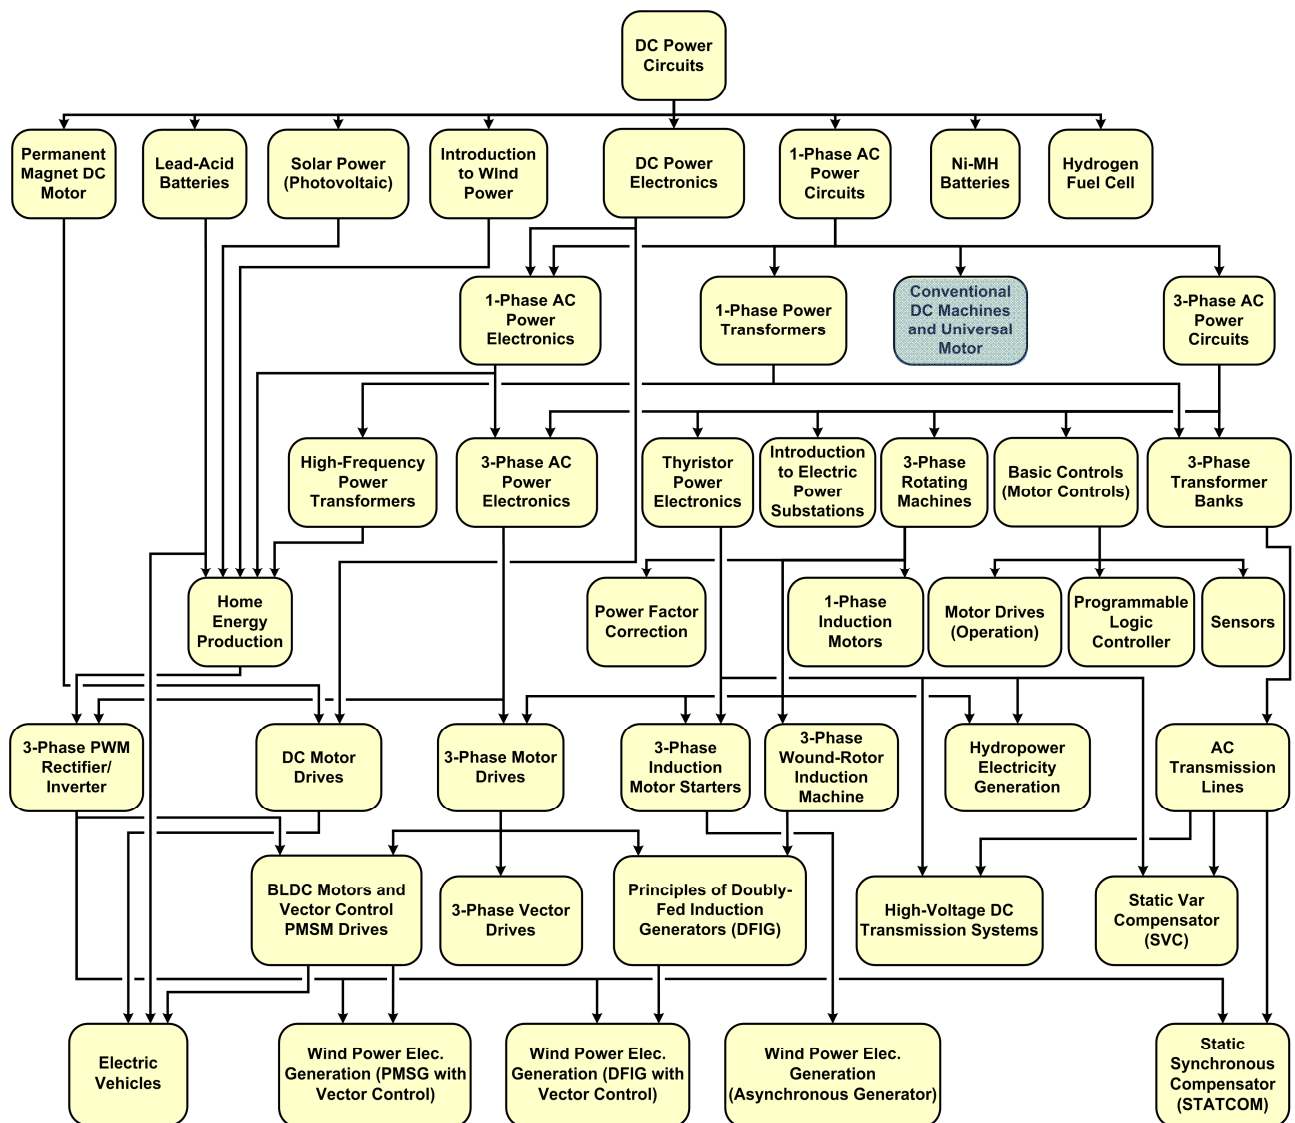 DC Power
Circuits
Permanent
Magnet DC
Motor
Lead-Acid
Batteries
Solar Power
(Photovoltaic)
Introduction
to Wind
Power
DC Power
Electronics
1-Phase AC
Power
Circuits
Ni-MH
Batteries
Hydrogen
Fuel Cell
1-Phase AC
Power
Electronics
1-Phase Power
Transformers
Conventional
DC Machines
and Universal
Motor
3-Phase AC
Power
Circuits
High-Frequency
Power
Transformers
3-Phase AC
Power
Electronics
Thyristor
Power
Electronics
Introduction
to Electric
Power
Substations
3-Phase
Rotating
Machines
Basic Controls
(Motor Controls)
3-Phase
Transformer
Banks
Home
Energy
Production
Power Factor
Correction
1-Phase
Induction
Motors
Motor Drives
(Operation)
Programmable
Logic
Controller
Sensors
3-Phase PWM
Rectifier/
Inverter
DC Motor
Drives
3-Phase Motor
Drives
3-Phase
Induction
Motor Starters
3-Phase
Wound-Rotor
Induction
Machine
Hydropower
Electricity
Generation
AC
Transmission
Lines
BLDC Motors and
Vector Control
PMSM Drives
3-Phase Vector
Drives
Principles of Doubly-
Fed Induction
Generators (DFIG)
High-Voltage DC
Transmission Systems
Static Var
Compensator
(SVC)
Electric
Vehicles
Wind Power Elec.
Generation (PMSG with
Vector Control)
Wind Power Elec.
Generation (DFIG with
Vector Control)
Wind Power Elec.
Generation
(Asynchronous Generator)
Static
Synchronous
Compensator
(STATCOM)